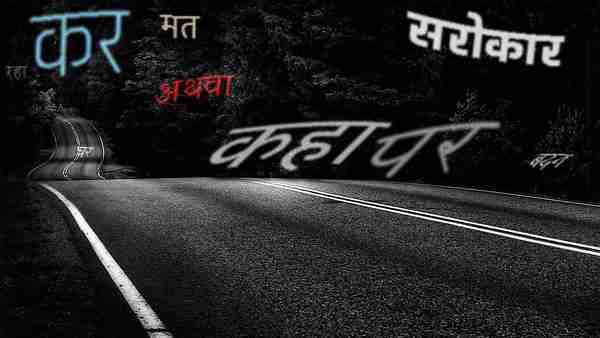 कर मत सरोकार
रहा अथवा
कहा पर
बदन